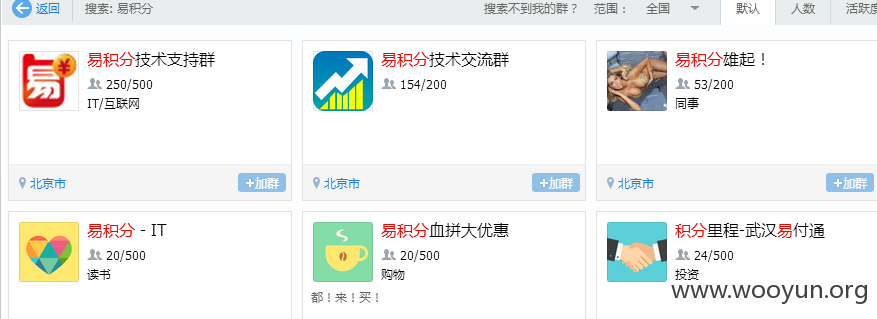 返回 搜索: 易积分 搜索不到我的群？ 范围： 全国 默认 人数 活跃度
易积分技术支持群 易积分技术交流群 易积分雄起！
250/500 154/200 53/200
IT/互联网 同事
北京市 +加群 北京市 +加群 北京市 +加群
易积分 - IT 易积分血拼大优惠 积分里程-武汉易付通
20/500 20/500 24/500
读书 购物 投资
都！来！买！
www.wooyun.org